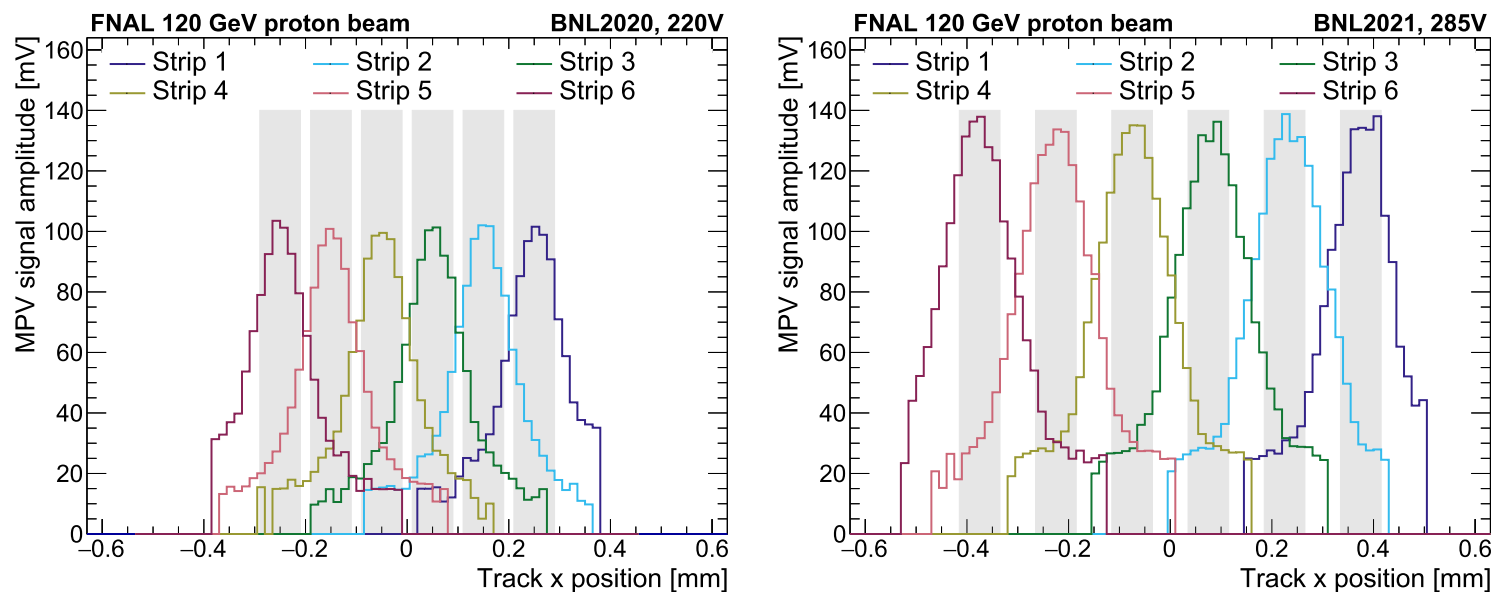 FNAL 120 GeV proton beam BNL2020, 220V
MPV signal amplitude [mV]
160
140
120
100
80
60
40
20
0
Strip 1 Strip 2 Strip 3
Strip 4 Strip 5 Strip 6
−0.6 −0.4 −0.2 0 0.2 0.4 0.6
Track x position [mm]
FNAL 120 GeV proton beam BNL2021, 285V
MPV signal amplitude [mV]
160
140
120
100
80
60
40
20
0
Strip 1 Strip 2 Strip 3
Strip 4 Strip 5 Strip 6
−0.6 −0.4 −0.2 0 0.2 0.4 0.6
Track x position [mm]